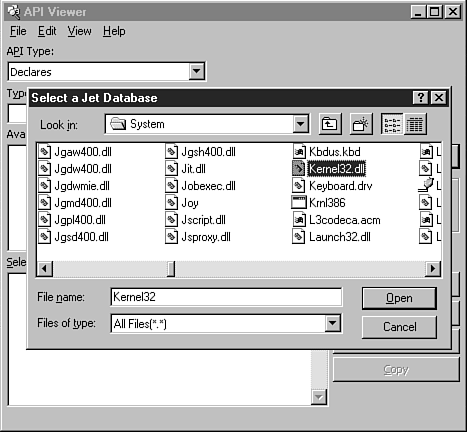 API Viewer
File Edit View Help
API Type:
Declares
Select a Jet Database
Look in: System
Jgaw400.dll Jgsh400.dll Kbdus.kbd
Jgdw400.dll Jit.dll Kernel32.dll
Jgdwmie.dll Jobexec.dll Keyboard.drv
Jgmd400.dll Joy Krnl386
Jgpl400.dll Jscript.dll L3codeca.acm
Jgsd400.dll Jsproxy.dll Launch32.dll
File name: Kernel32 Open
Files of type: All Files(*.*) Cancel
Copy